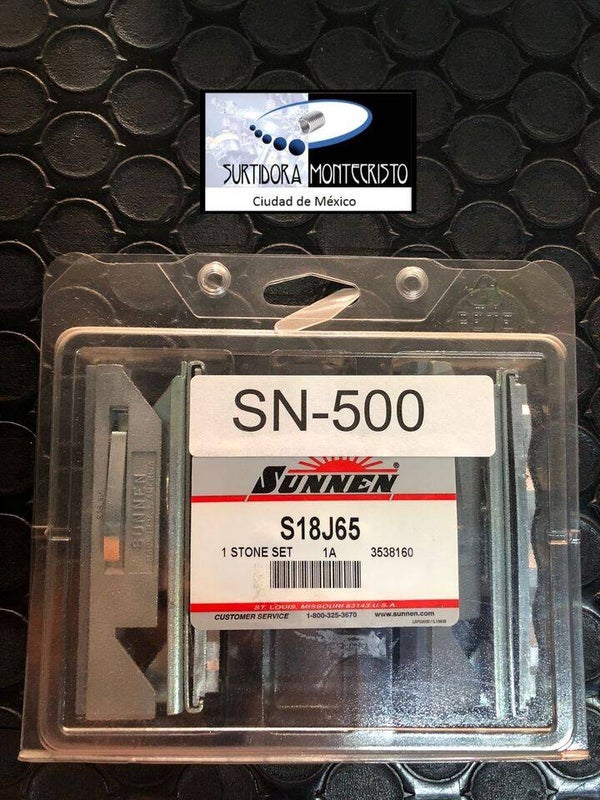 SURTIDORA MONTECRISTO
Ciudad de México
SN-500
SUNNEN®
S18J65
1 STONE SET 1A 3538160
ST. LOUIS, MISSOURI 63143 U.S.A.
CUSTOMER SERVICE 1-800-325-3670 www.sunnen.com
SUNNEN